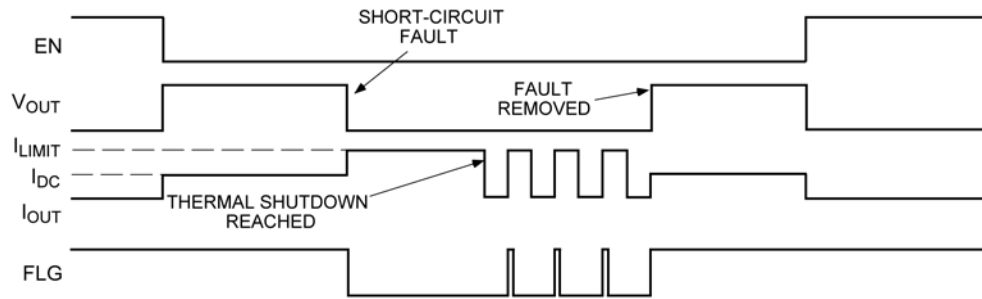 SHORT-CIRCUIT
FAULT
EN
FAULT
REMOVED
VOUT
ILIMIT
IDC
THERMAL SHUTDOWN
REACHED
IOUT
FLG